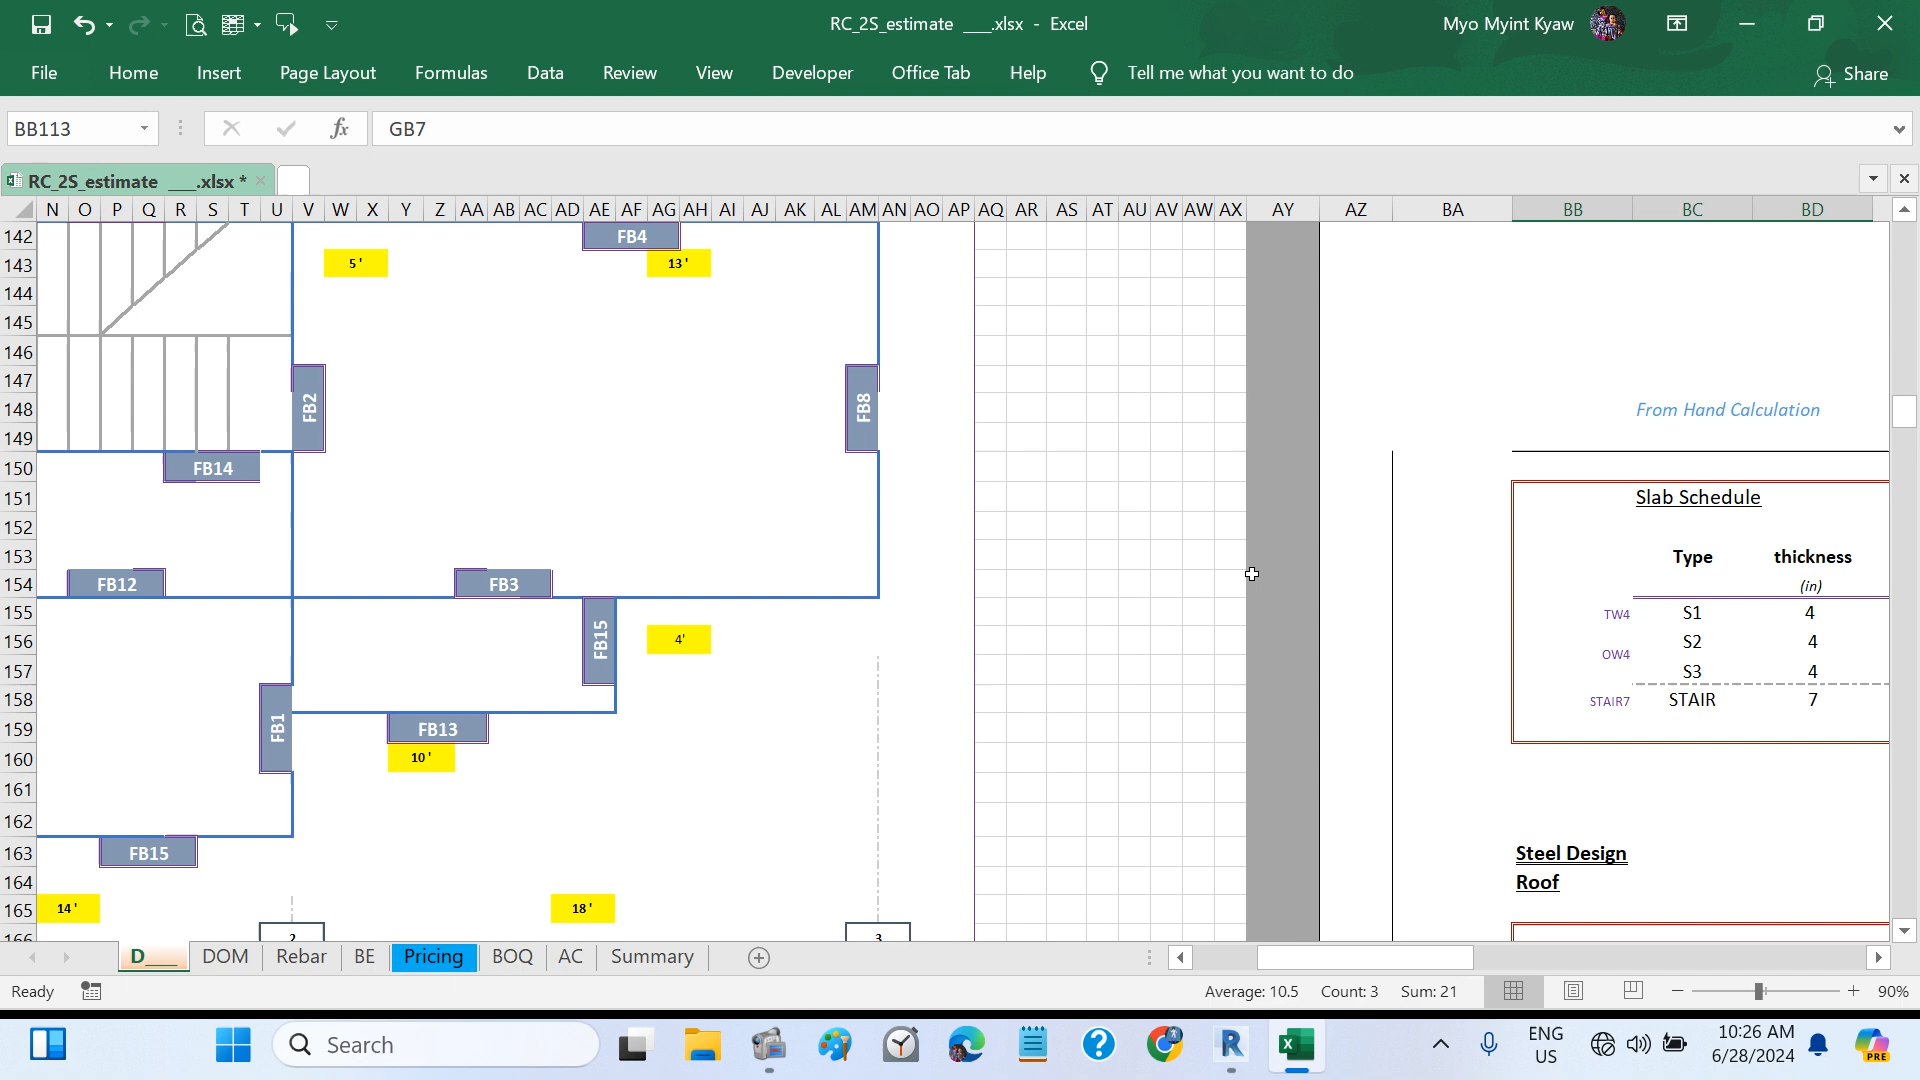 RC_2S_estimate ___.xlsx - Excel
Myo Myint Kyaw
File Home Insert Page Layout Formulas Data Review View Developer Office Tab Help Tell me what you want to do Share
BB113 fx GB7
RC_2S_estimate ___.xlsx *
N O P Q R S T U V W X Y Z AA AB AC AD AE AF AG AH AI AJ AK AL AM AN AO AP AQ AR AS AT AU AV AW AX AY AZ BA BB BC BD
142 FB4
143 5 ' 13 '
144
145
146
147
148 FB2 FB8 From Hand Calculation
149
150 FB14
151 Slab Schedule
152
153 Type thickness
154 FB12 FB3 (in)
155 TW4 S1 4
156 FB15 4' S2 4
OW4
157 S3 4
158 STAIR7 STAIR 7
159 FB1 FB13
160 10 '
161
162
163 FB15 Steel Design
164 Roof
165 14 ' 18 '
166 2 3
D___ DOM Rebar BE Pricing BOQ AC Summary
Ready Average: 10.5 Count: 3 Sum: 21 90%
Search
ENG
US
10:26 AM
6/28/2024
PRE